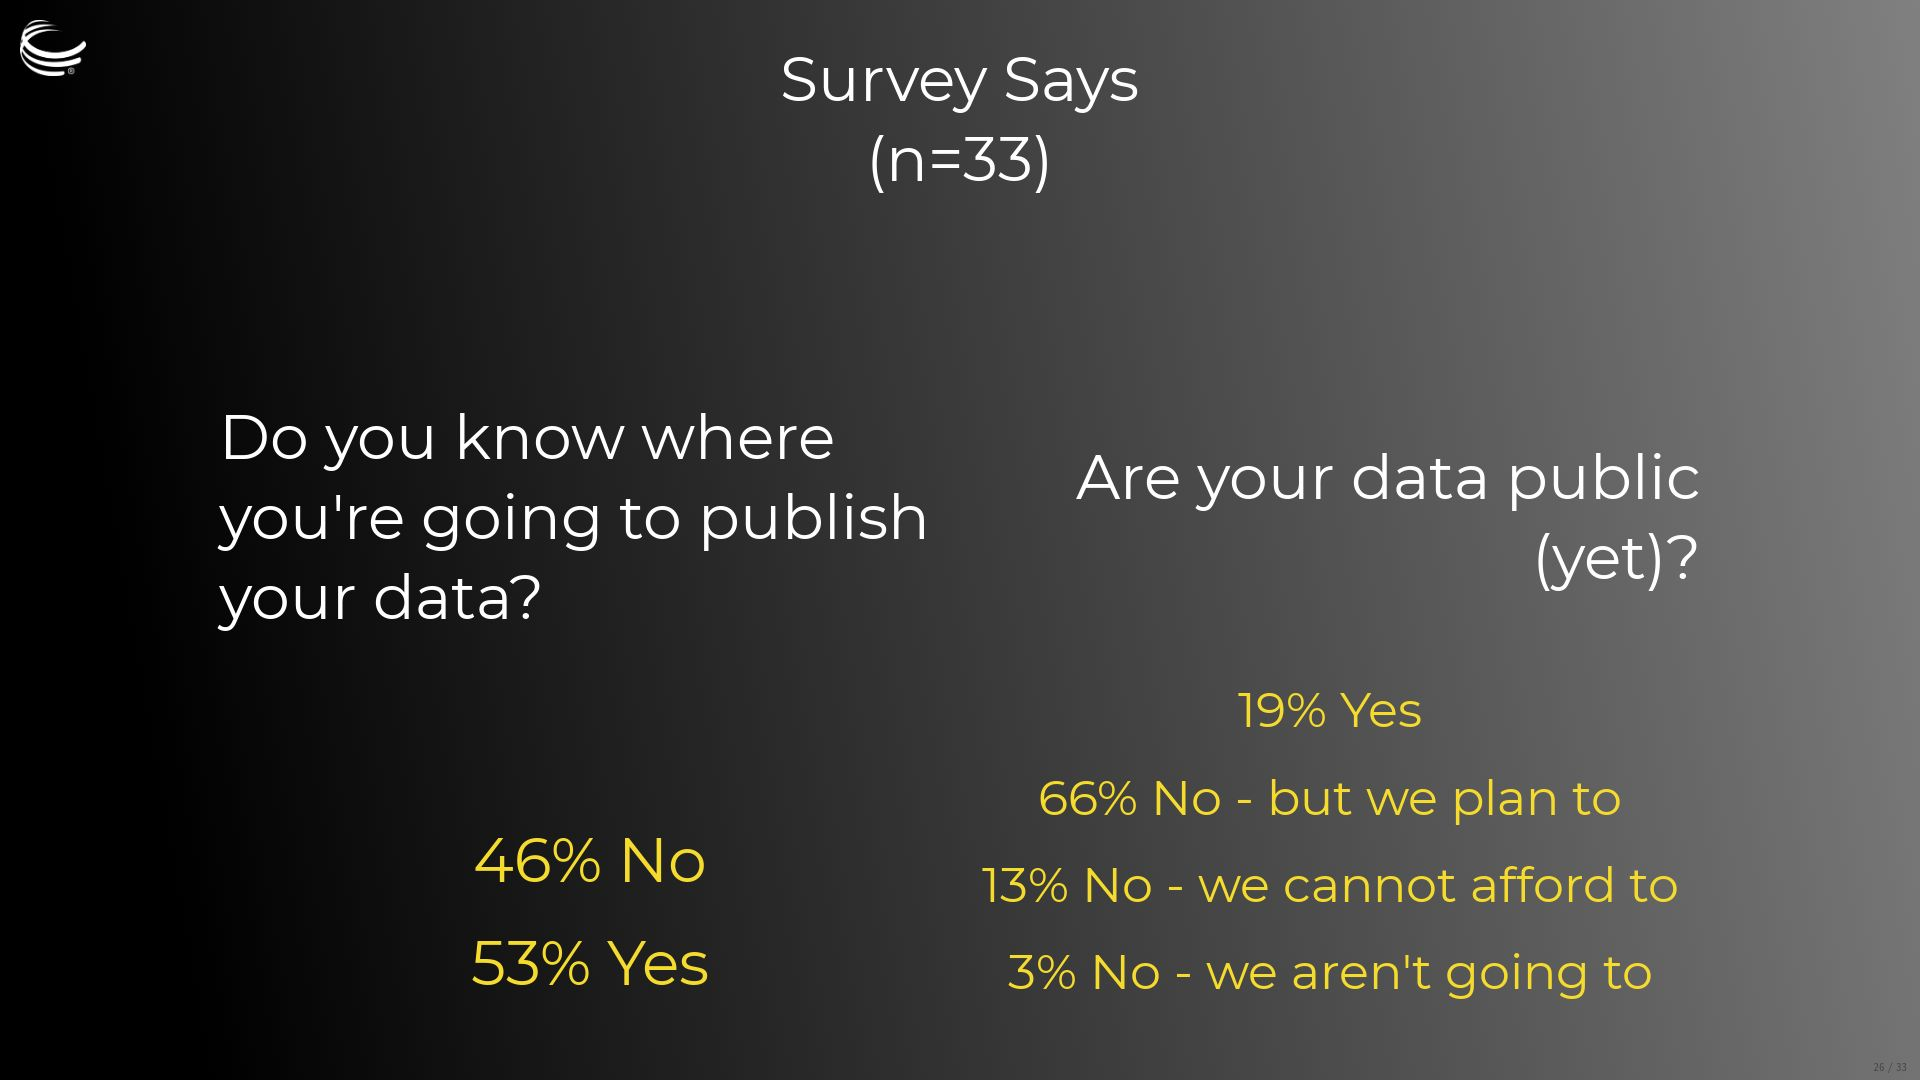 Survey Says
(n=33)
Do you know where
you're going to publish
your data?
46% No
53% Yes
Are your data public
(yet)?
19% Yes
66% No - but we plan to
13% No - we cannot afford to
3% No - we aren't going to
26 / 33